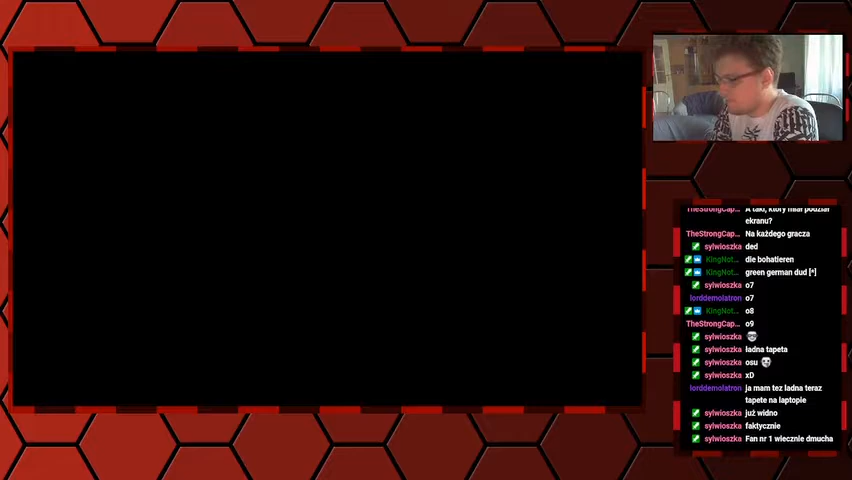 TheStrongCap... A taki, który miał podział
ekranu?
TheStrongCap... Na każdego gracza
sylwioszka ded
KingNot... die bohatleren
KingNot... green german dud [*]
sylwioszka o7
lorddemolatron o7
KingNot... o8
TheStrongCap... o9
sylwioszka
sylwioszka ładna tapeta
sylwioszka osu
sylwioszka xD
lorddemolatron ja mam tez ladna teraz
tapete na laptopie
sylwioszka już widno
sylwioszka faktycznie
sylwioszka Fan nr 1 wiecznie dmucha